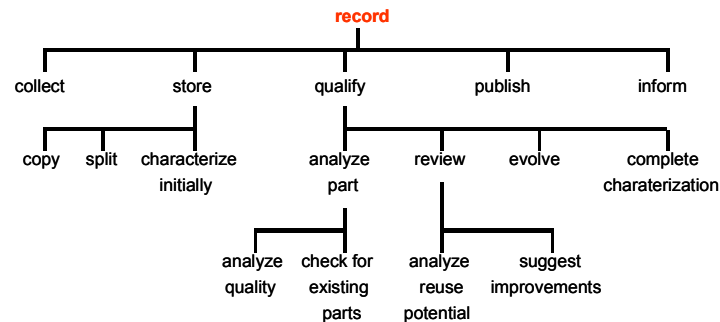 record
collect store qualify publish inform
copy split characterize initially
analyze part
review
evolve
complete charaterization
analyze quality
check for existing parts
analyze reuse potential
suggest improvements